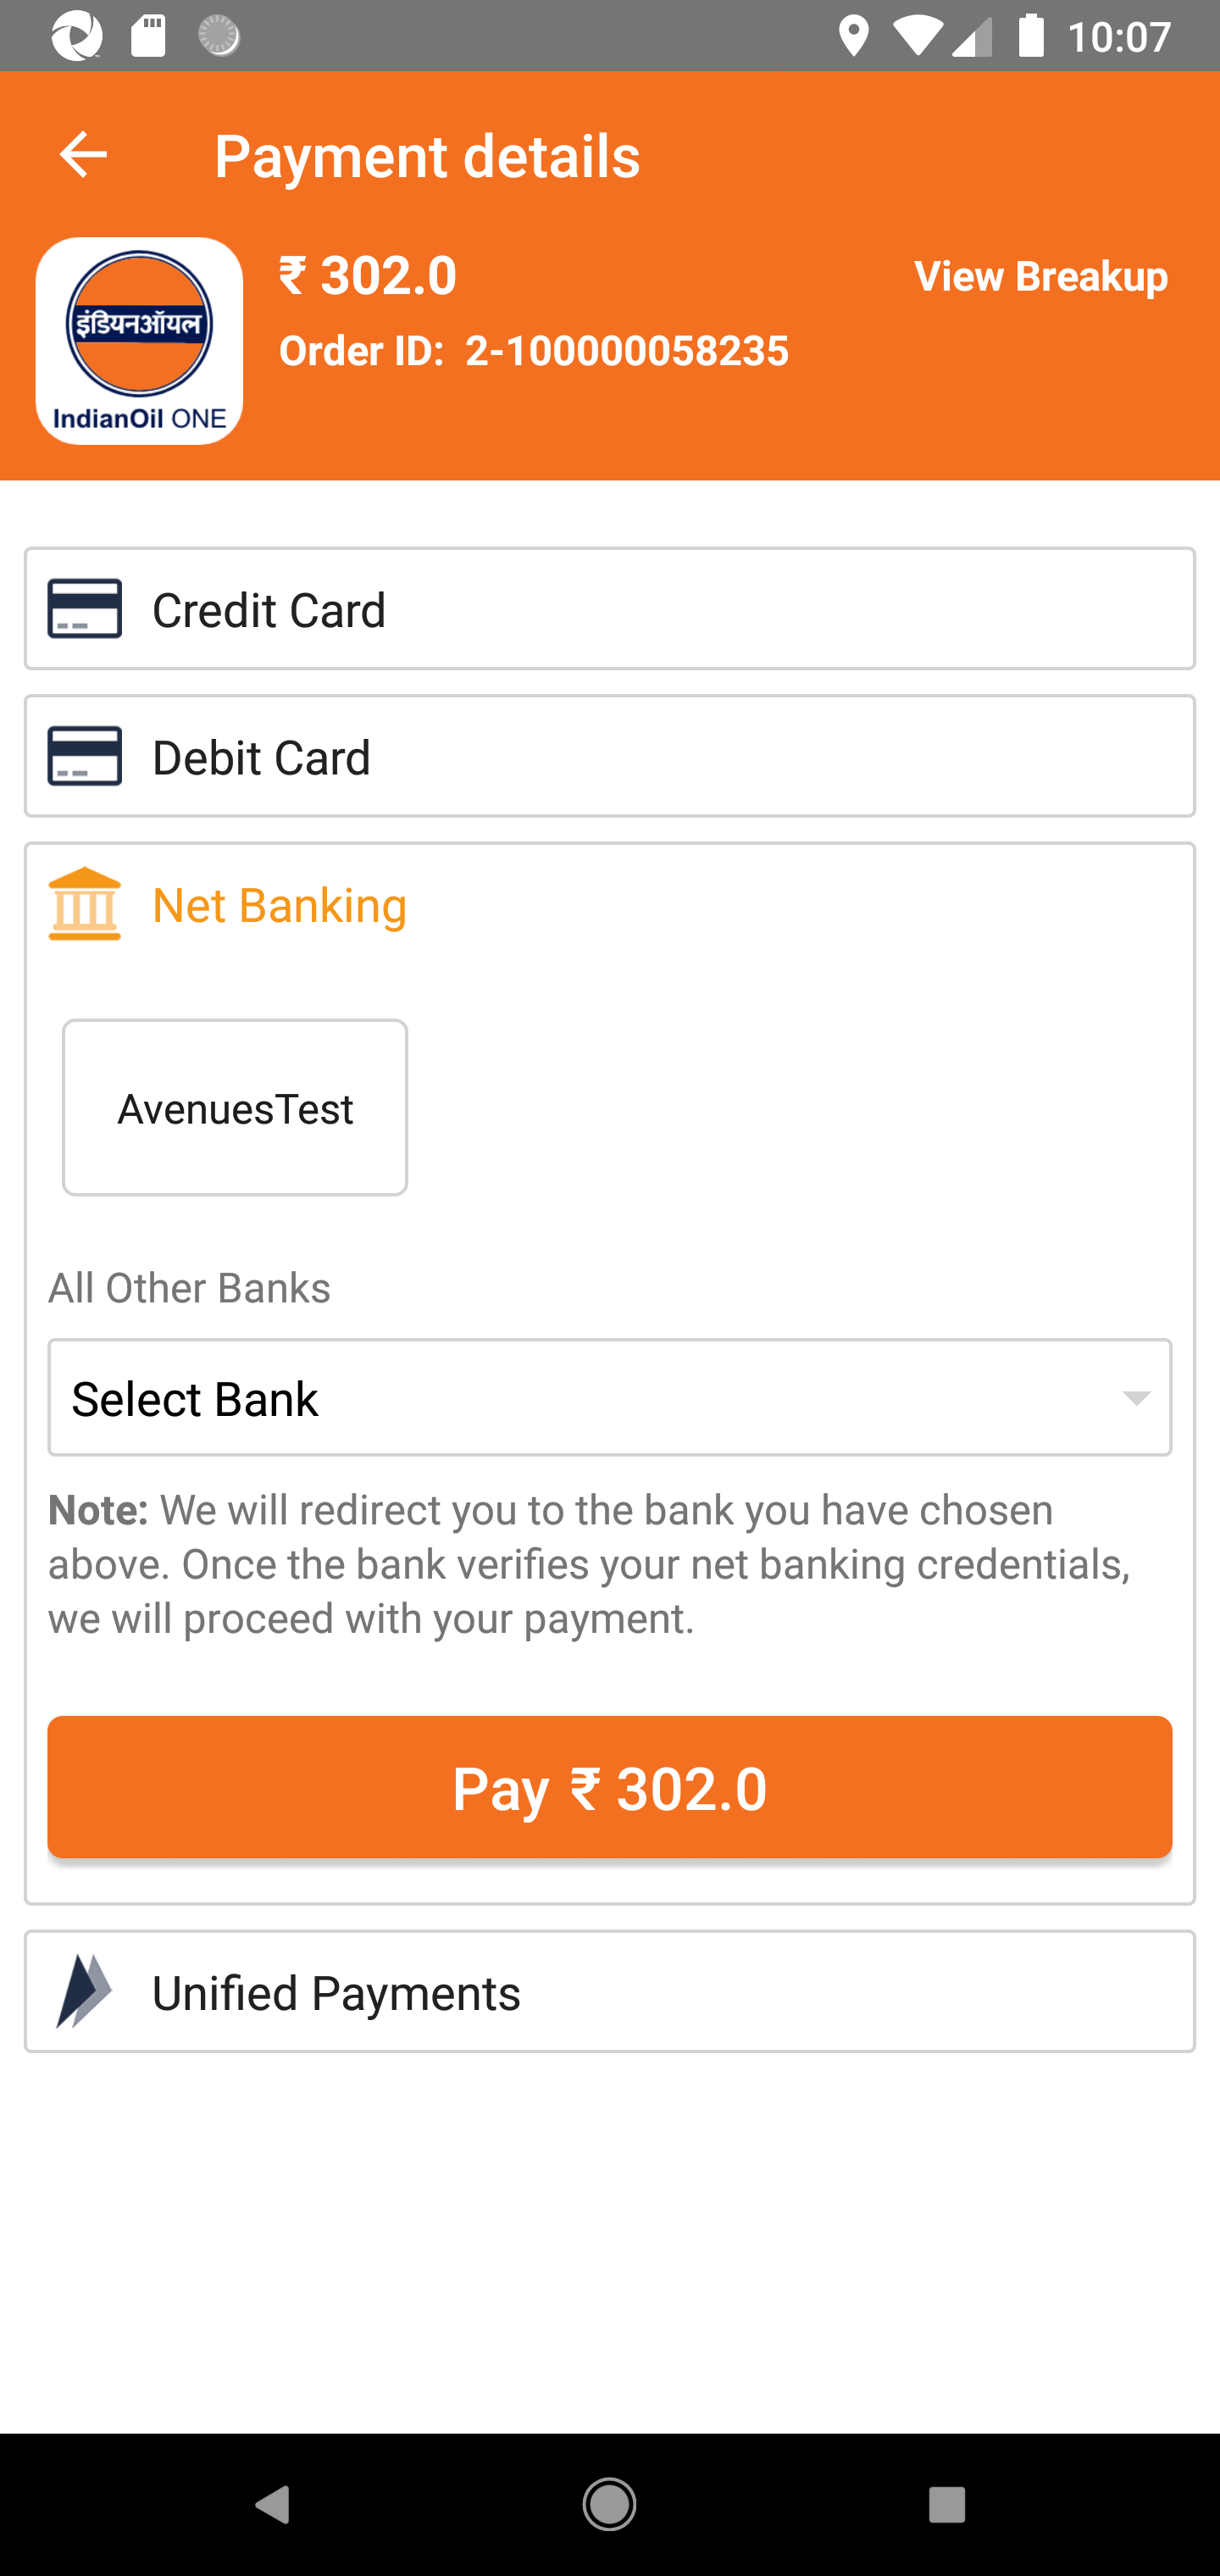 10:07
Payment details
₹ 302.0
View Breakup
Order ID: 2-100000058235
इंडियनऑयल
IndianOil ONE
Credit Card
Debit Card
Net Banking
AvenuesTest
All Other Banks
Select Bank
Note: We will redirect you to the bank you have chosen
above. Once the bank verifies your net banking credentials,
we will proceed with your payment.
Pay ₹ 302.0
Unified Payments